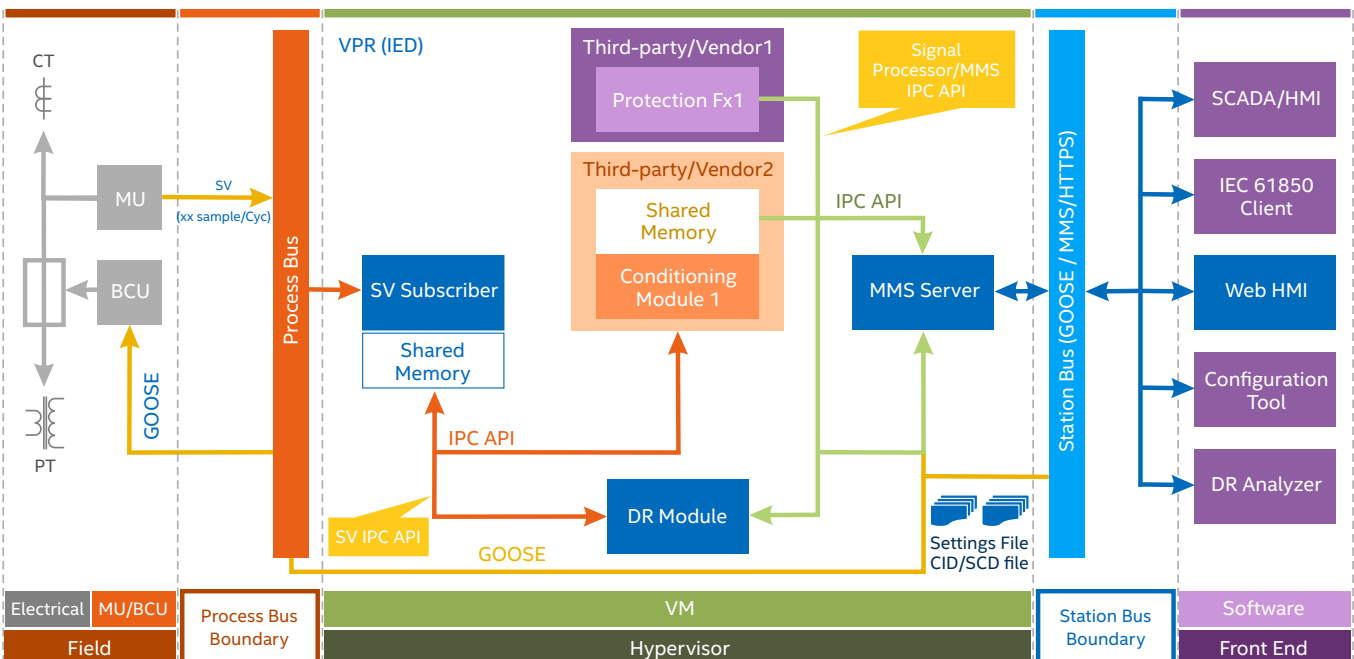 CT
MU
SV
(xx sample/Cyc)
BCU
GOOSE
PT
Process Bus
VPR (IED)
SV Subscriber
Shared
Memory
IPC API
SV IPC API
GOOSE
Third-party/Vendor1
Protection Fx1
Third-party/Vendor2
Shared
Memory
Conditioning
Module 1
DR Module
Signal
Processor/MMS
IPC API
IPC API
MMS Server
Settings File
CID/SCD file
Station Bus (GOOSE / MMS/HTTPS)
SCADA/HMI
IEC 61850
Client
Web HMI
Configuration
Tool
DR Analyzer
Electrical
MU/BCU
Field
Process Bus
Boundary
VM
Hypervisor
Station Bus
Boundary
Software
Front End